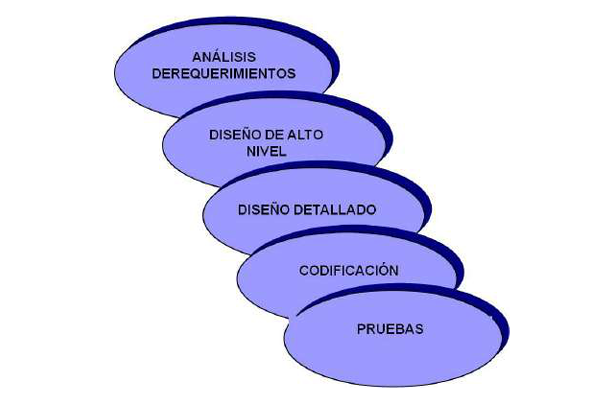 ANÁLISIS
DEREQUERIMIENTOS
DISEÑO DE ALTO
NIVEL
DISEÑO DETALLADO
CODIFICACIÓN
PRUEBAS